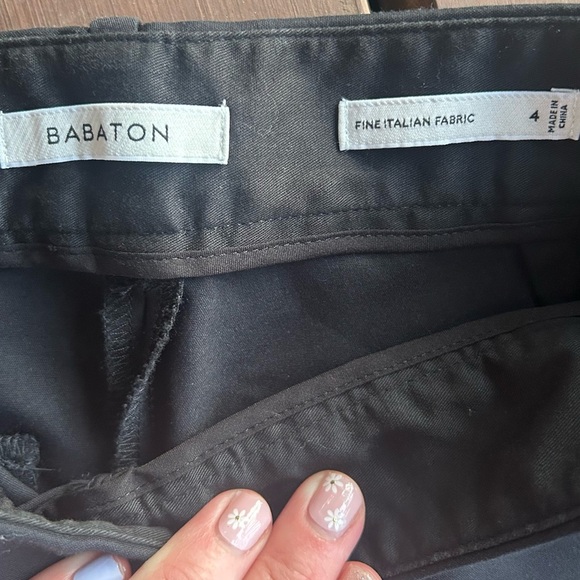 BABATON
FINE ITALIAN FABRIC
4
MADE IN
CHINA